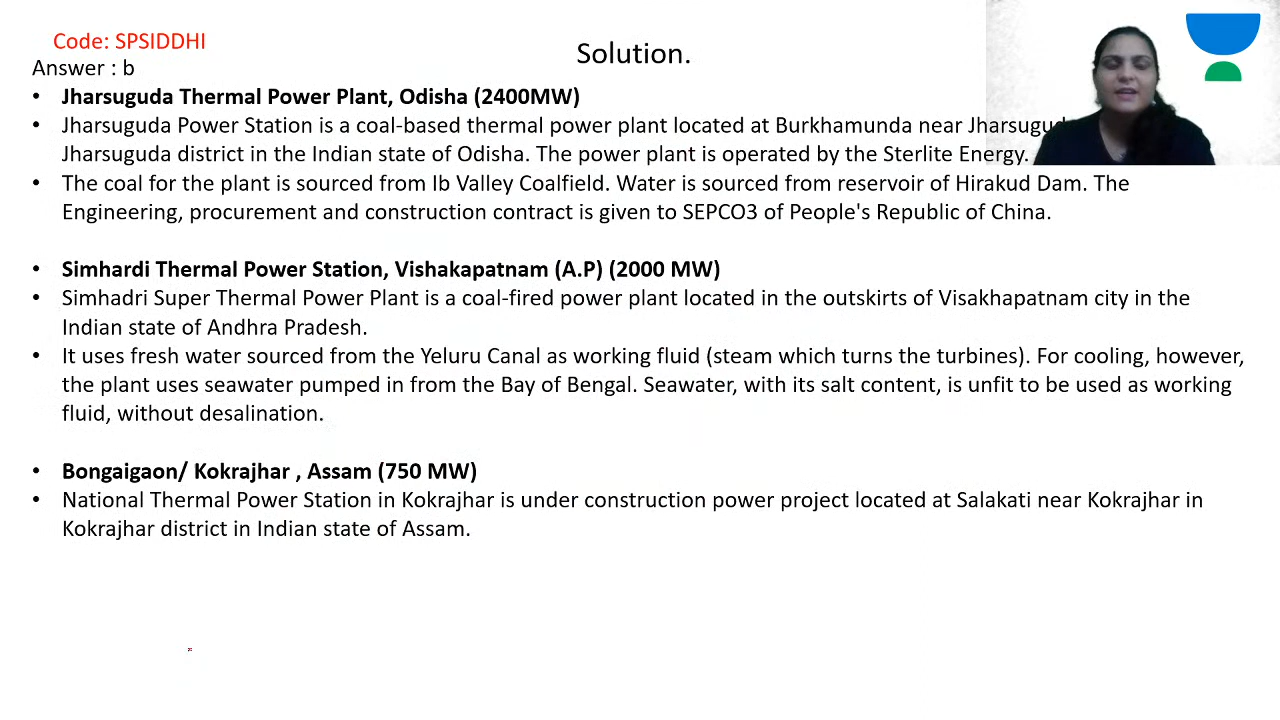 Code: SPSIDDHI
Solution.
Answer : b
• Jharsuguda Thermal Power Plant, Odisha (2400MW)
• Jharsuguda Power Station is a coal-based thermal power plant located at Burkhamunda near
Jharsuguda district in the Indian state of Odisha. The power plant is operated by the Sterlite Energy.
• The coal for the plant is sourced from Ib Valley Coalfield. Water is sourced from reservoir of Hirakud Dam. The
Engineering, procurement and construction contract is given to SEPCO3 of People's Republic of China.
• Simhardi Thermal Power Station, Vishakapatnam (A.P) (2000 MW)
• Simhadri Super Thermal Power Plant is a coal-fired power plant located in the outskirts of Visakhapatnam city in the
Indian state of Andhra Pradesh.
• It uses fresh water sourced from the Yeluru Canal as working fluid (steam which turns the turbines). For cooling, however,
the plant uses seawater pumped in from the Bay of Bengal. Seawater, with its salt content, is unfit to be used as working
fluid, without desalination.
• Bongaigaon/ Kokrajhar , Assam (750 MW)
• National Thermal Power Station in Kokrajhar is under construction power project located at Salakati near Kokrajhar in
Kokrajhar district in Indian state of Assam.